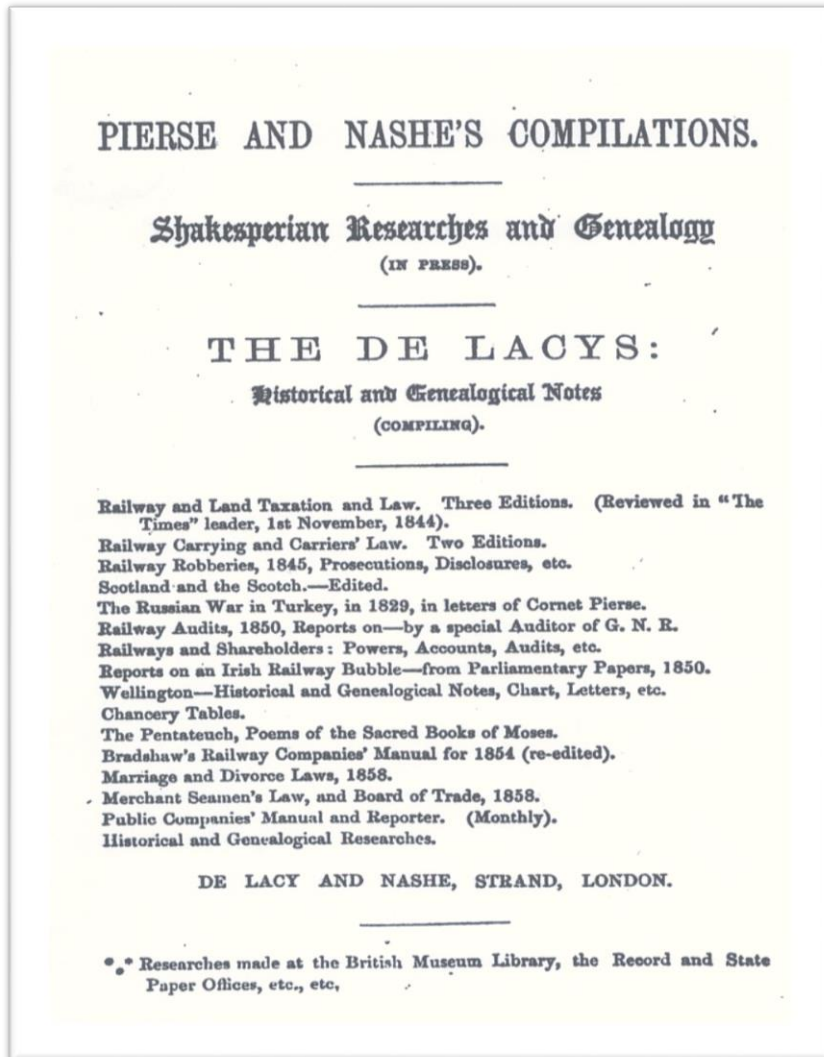 PIERSE AND NASHE'S COMPILATIONS.
Shakesperian Researches and Genealogy
(IN PRESS).
THE DE LACYS:
Historical and Genealogical Notes
(COMPILING).
Railway and Land Taxation and Law. Three Editions. (Reviewed in "The
Times" leader, 1st November, 1844).
Railway Carrying and Carriers' Law. Two Editions.
Railway Robberies, 1845, Prosecutions, Disclosures, etc.
Scotland and the Scotch.—Edited.
The Russian War in Turkey, in 1829, in letters of Cornet Pierse.
Railway Audits, 1850, Reports on—by a special Auditor of G. N. R.
Railways and Shareholders: Powers, Accounts, Audits, etc.
Reports on an Irish Railway Bubble—from Parliamentary Papers, 1850.
Wellington—Historical and Genealogical Notes, Chart, Letters, etc.
Chancery Tables.
The Pentateuch, Poems of the Sacred Books of Moses.
Bradshaw's Railway Companies' Manual for 1854 (re-edited).
Marriage and Divorce Laws, 1858.
Merchant Seamen's Law, and Board of Trade, 1858.
Public Companies' Manual and Reporter. (Monthly).
Historical and Genealogical Researches.
DE LACY AND NASHE, STRAND, LONDON.
*.* Researches made at the British Museum Library, the Record and State
Paper Offices, etc., etc,